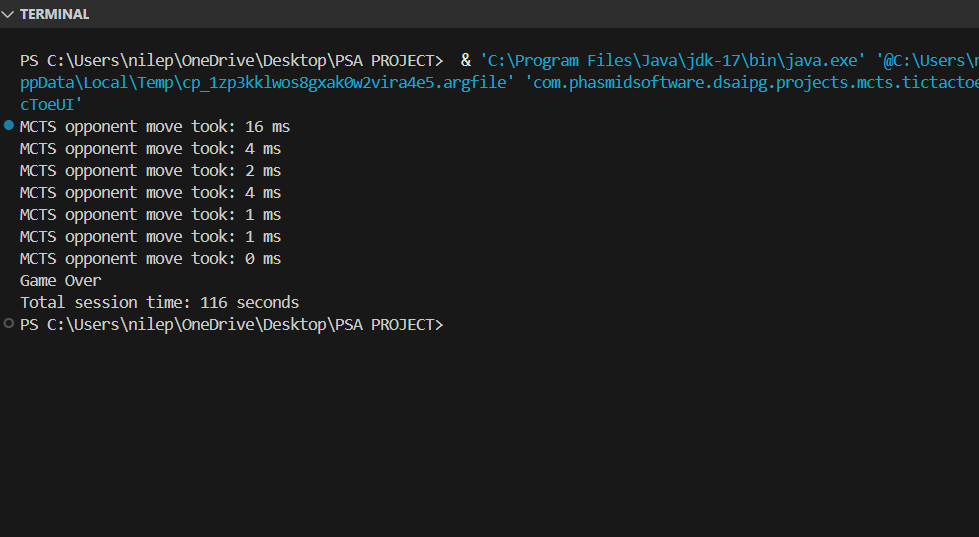 TERMINAL
PS C:\Users\nilep\OneDrive\Desktop\PSA PROJECT>  & 'C:\Program Files\Java\jdk-17\bin\java.exe' '@C:\Users\
ppData\Local\Temp\cp_1zp3kklwos8gxak0w2vira4e5.argfile' 'com.phasmidsoftware.dsaipg.projects.mcts.tictactoe
cToeUI'
MCTS opponent move took: 16 ms
MCTS opponent move took: 4 ms
MCTS opponent move took: 2 ms
MCTS opponent move took: 4 ms
MCTS opponent move took: 1 ms
MCTS opponent move took: 1 ms
MCTS opponent move took: 0 ms
Game Over
Total session time: 116 seconds
PS C:\Users\nilep\OneDrive\Desktop\PSA PROJECT>